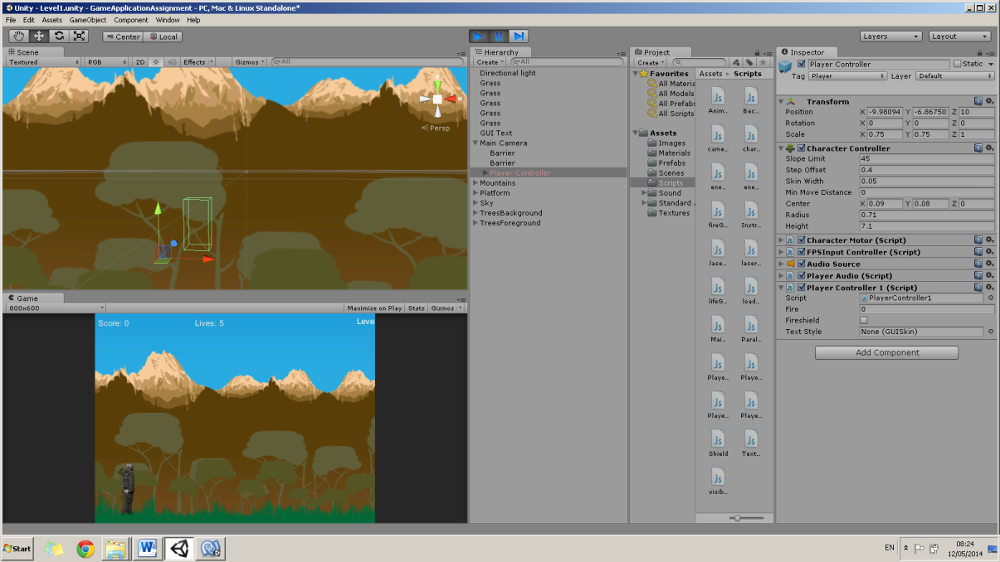 Unity - Level1.unity - GameApplicationAssignment - PC, Mac & Linux Standalone*
File Edit Assets GameObject Component Window Help
Center Local
Layers Layout
Scene
Textured RGB 2D Effects Gizmos All
Persp
y
x
Game
800x600 Maximize on Play Stats Gizmos
Score: 0 Lives: 5 Leve
Hierarchy
Create All
Directional light
Grass
Grass
Grass
Grass
Grass
GUI Text
Main Camera
Barrier
Barrier
Player Controller
Mountains
Platform
Sky
TreesBackground
TreesForeground
Project
Create
Favorites
All Materia
All Models
All Prefabs
All Scripts
Assets
Images
Materials
Prefabs
Scenes
Scripts
Sound
Standard
Textures
Assets Scripts
Anim... Bac...
came... char...
ene... ene...
fireG... Instr...
lase... laser...
lifeG... load...
Mai... Paral...
Playe... Playe...
Playe... Playe...
Shield Text...
visib...
Inspector
Player Controller Static
Tag Player Layer Default
Transform
Position X -9.98094 Y -6.867501 Z 10
Rotation X 0 Y 0 Z 0
Scale X 0.75 Y 0.75 Z 1
Character Controller
Slope Limit 45
Step Offset 0.4
Skin Width 0.05
Min Move Distance 0
Center X 0.09 Y 0.08 Z 0
Radius 0.71
Height 7.1
Character Motor (Script)
FPSInput Controller (Script)
Audio Source
Player Audio (Script)
Player Controller 1 (Script)
Script PlayerController1
Fire 0
Fireshield
Text Style None (GUISkin)
Add Component
Start
EN 08:24
12/05/2014